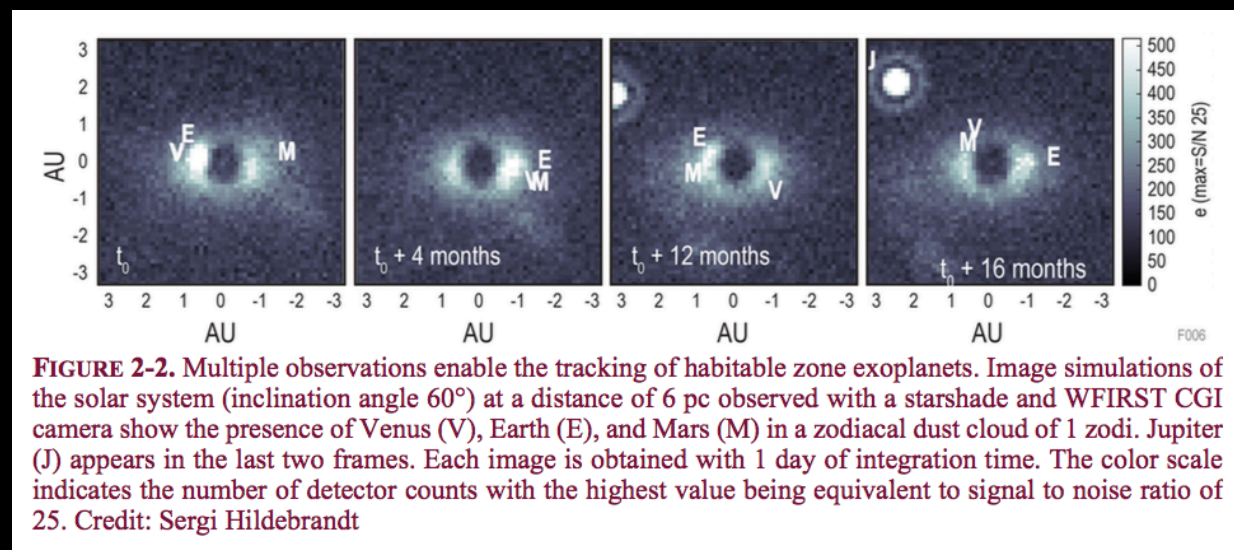 3
2
1
0
-1
-2
-3
AU
V
E
M
t0
E
V
M
t0 + 4 months
E
M
V
t0 + 12 months
J
V
M
E
t0 + 16 months
500
450
400
350
300
250
200
150
100
50
0
e (max=S/N 25)
3 2 1 0 -1 -2 -3
3 2 1 0 -1 -2 -3
3 2 1 0 -1 -2 -3
3 2 1 0 -1 -2 -3
AU
AU
AU
AU
F006
FIGURE 2-2. Multiple observations enable the tracking of habitable zone exoplanets. Image simulations of
the solar system (inclination angle 60°) at a distance of 6 pc observed with a starshade and WFIRST CGI
camera show the presence of Venus (V), Earth (E), and Mars (M) in a zodiacal dust cloud of 1 zodi. Jupiter
(J) appears in the last two frames. Each image is obtained with 1 day of integration time. The color scale
indicates the number of detector counts with the highest value being equivalent to signal to noise ratio of
25. Credit: Sergi Hildebrandt